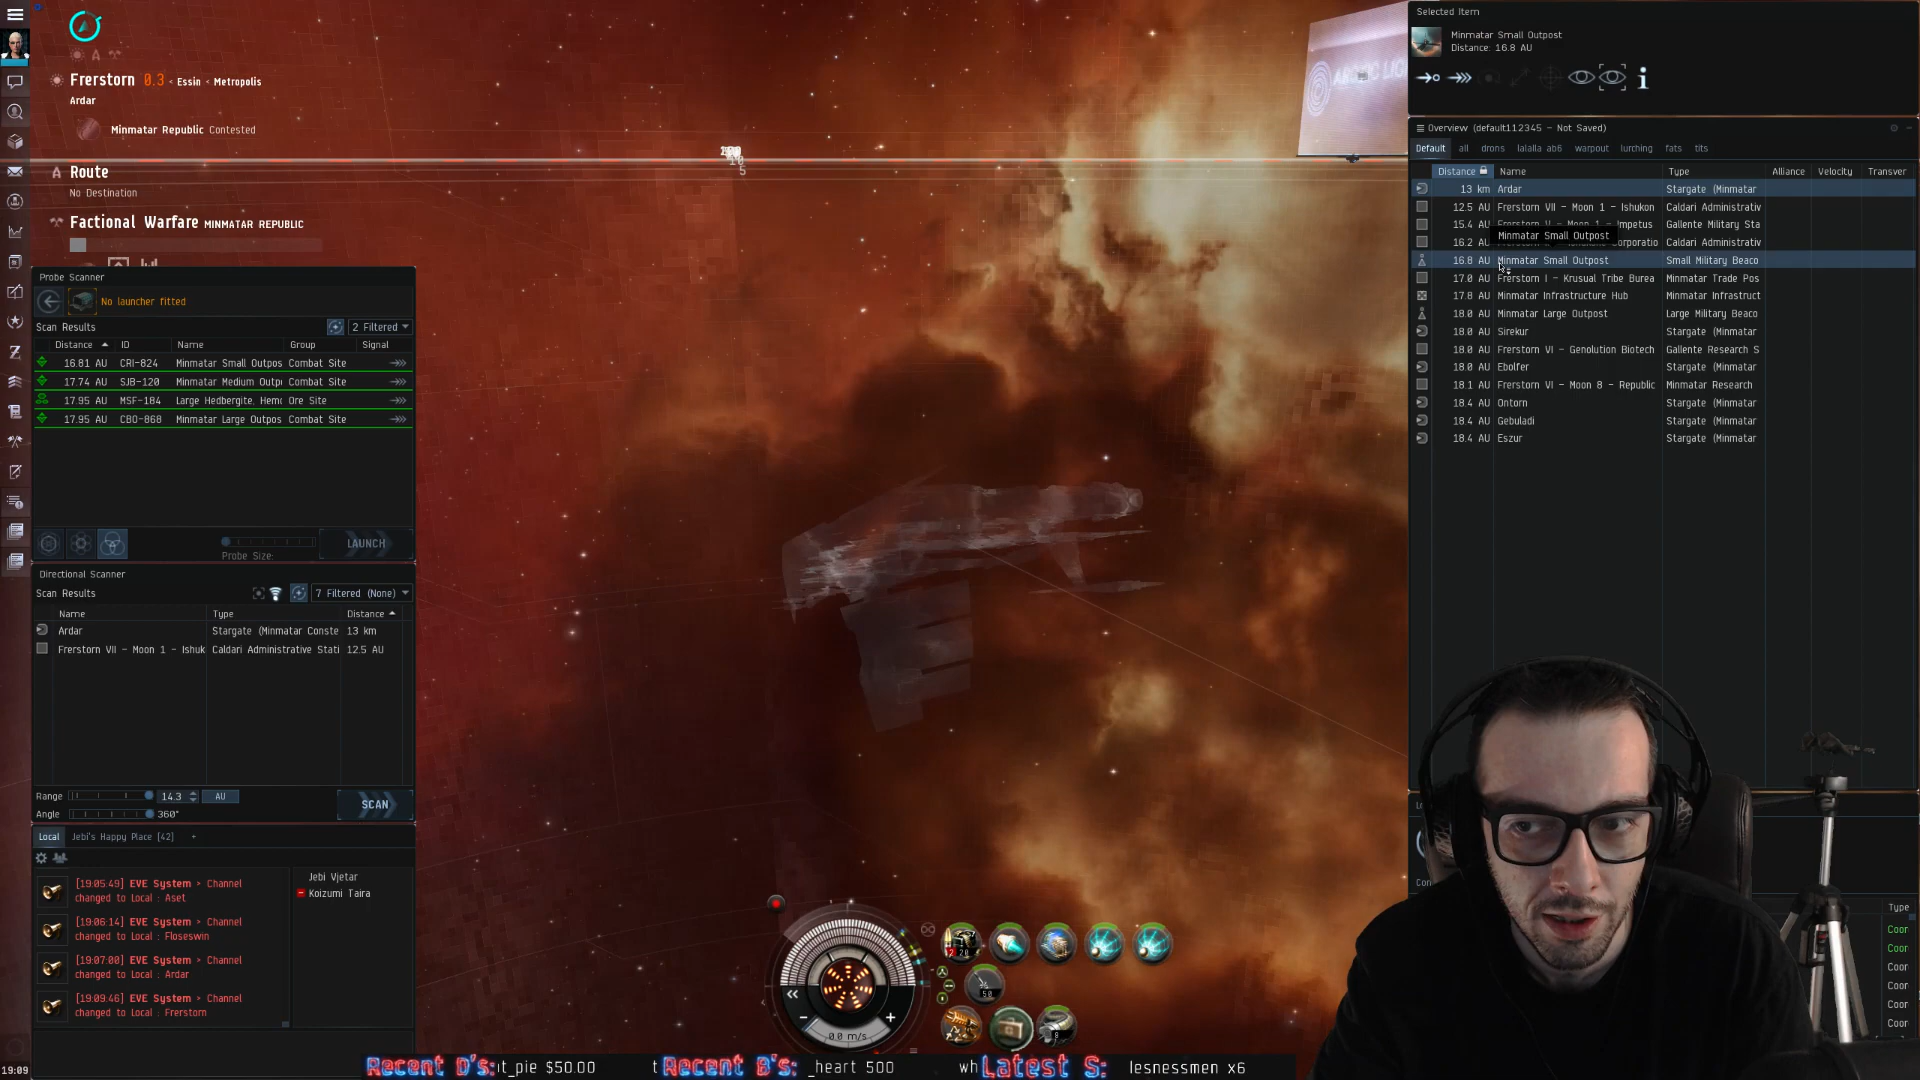 Frerstorn 0.3 < Essin < Metropolis
Ardar
Minmatar Republic Contested
Route
No Destination
Factional Warfare MINMATAR REPUBLIC
Probe Scanner
No launcher fitted
Scan Results
2 Filtered
Distance ID Name Group Signal
16.81 AU CRI-824 Minmatar Small Outpos Combat Site
17.74 AU SJB-120 Minmatar Medium Outp Combat Site
17.95 AU MSF-184 Large Hedbergite, Hemo Ore Site
17.95 AU CBO-868 Minmatar Large Outpos Combat Site
Probe Size:
LAUNCH
Directional Scanner
Scan Results
7 Filtered (None)
Name Type Distance
Ardar Stargate (Minmatar Conste 13 km
Frerstorn VII - Moon 1 - Ishuk Caldari Administrative Stati 12.5 AU
Range 14.3 AU
Angle 360°
SCAN
Local Jebi's Happy Place [42] +
[19:05:49] EVE System > Channel
changed to Local : Aset
[19:06:14] EVE System > Channel
changed to Local : Floseswin
[19:07:00] EVE System > Channel
changed to Local : Ardar
[19:09:46] EVE System > Channel
changed to Local : Frerstorn
Jebi Vjetar
Koizumi Taira
19:09
5
28
50
8
0.0 m/s
Recent D's: t_pie $50.00
t Recent B's: _heart 500
wh Latest S: lesnessmen x6
Selected Item
Minmatar Small Outpost
Distance: 16.8 AU
Overview (default112345 - Not Saved)
Default all drons lalalla ab6 warpout lurching fats tits
Distance Name Type Alliance Velocity Transver
13 km Ardar Stargate (Minmatar
12.5 AU Frerstorn VII - Moon 1 - Ishukon Caldari Administrativ
15.4 AU Frerstorn V - Moon 1 - Impetus Gallente Military Sta
Minmatar Small Outpost
16.2 AU Corporatio Caldari Administrativ
16.8 AU Minmatar Small Outpost Small Military Beaco
17.0 AU Frerstorn I - Krusual Tribe Burea Minmatar Trade Pos
17.8 AU Minmatar Infrastructure Hub Minmatar Infrastruct
18.0 AU Minmatar Large Outpost Large Military Beaco
18.0 AU Sirekur Stargate (Minmatar
18.0 AU Frerstorn VI - Genolution Biotech Gallente Research S
18.0 AU Ebolfer Stargate (Minmatar
18.1 AU Frerstorn VI - Moon 8 - Republic Minmatar Research
18.4 AU Ontorn Stargate (Minmatar
18.4 AU Gebuladi Stargate (Minmatar
18.4 AU Eszur Stargate (Minmatar
Type
Coor
Coor
Coor
Coor
Coor
Coor
Coor